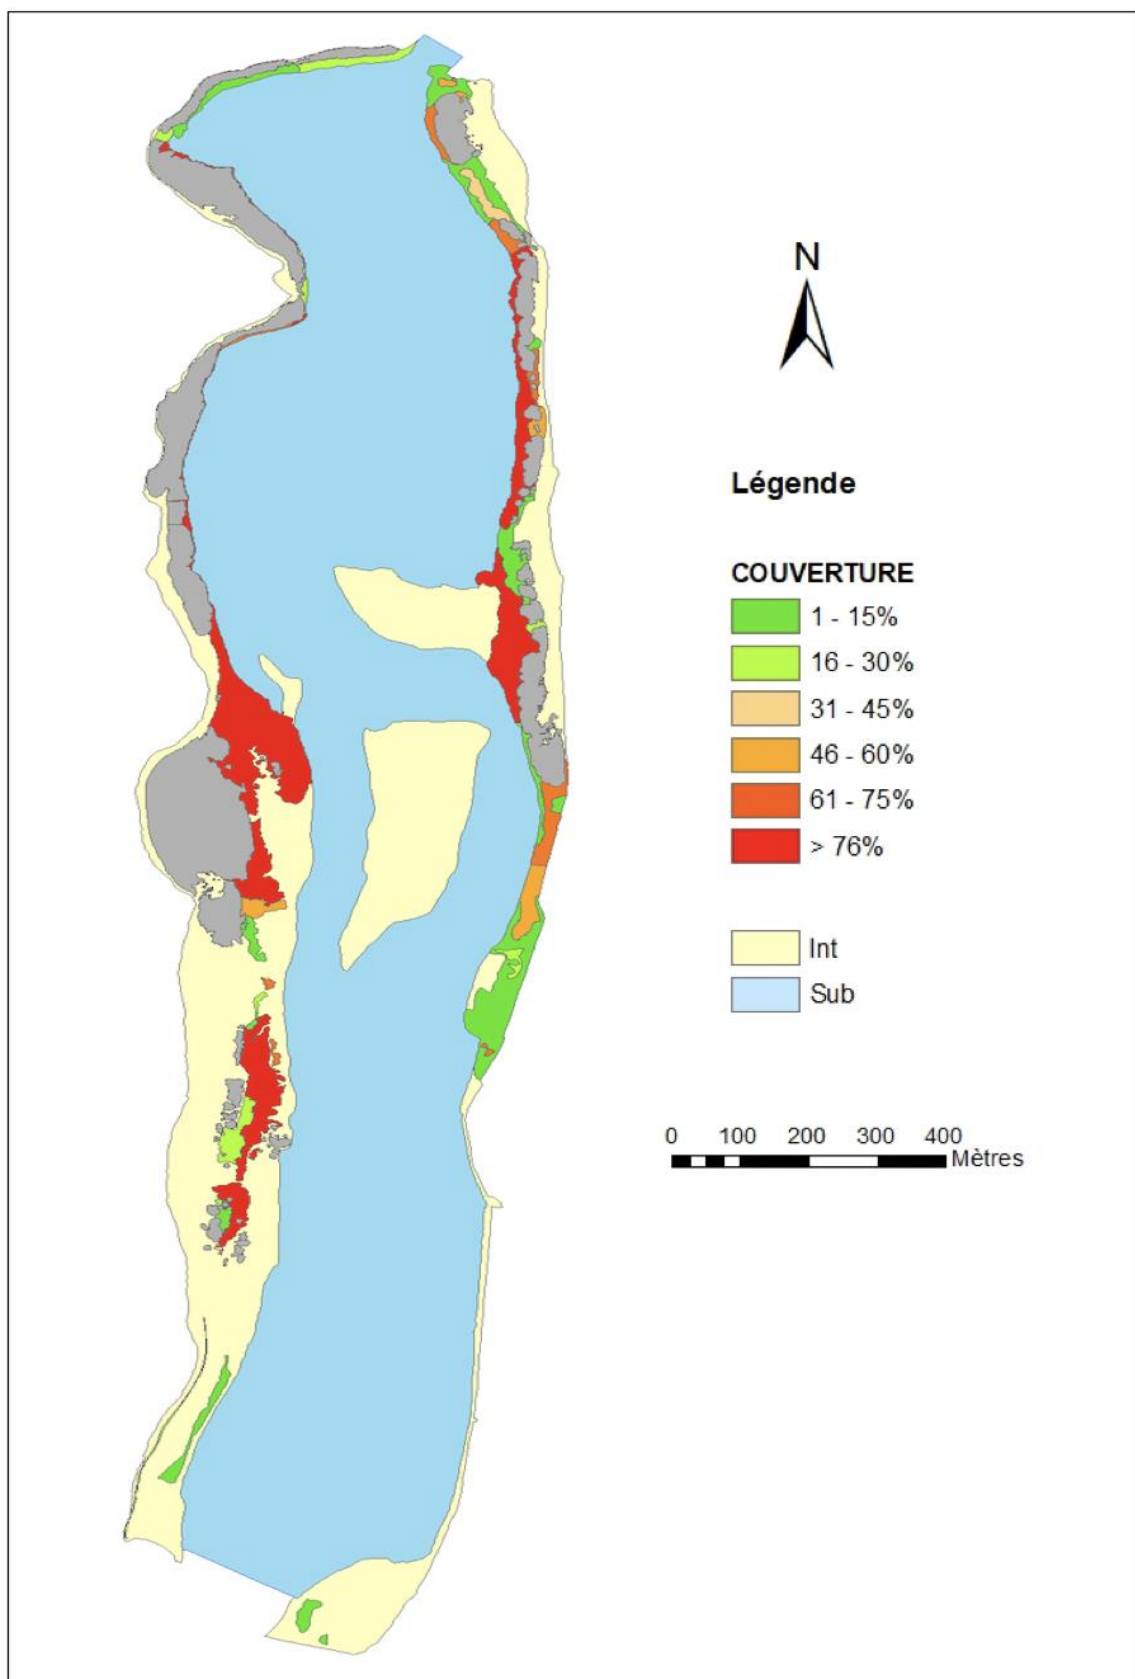 N
Légende
COUVERTURE
1 - 15%
16 - 30%
31 - 45%
46 - 60%
61 - 75%
> 76%
Int
Sub
0 100 200 300 400
Mètres